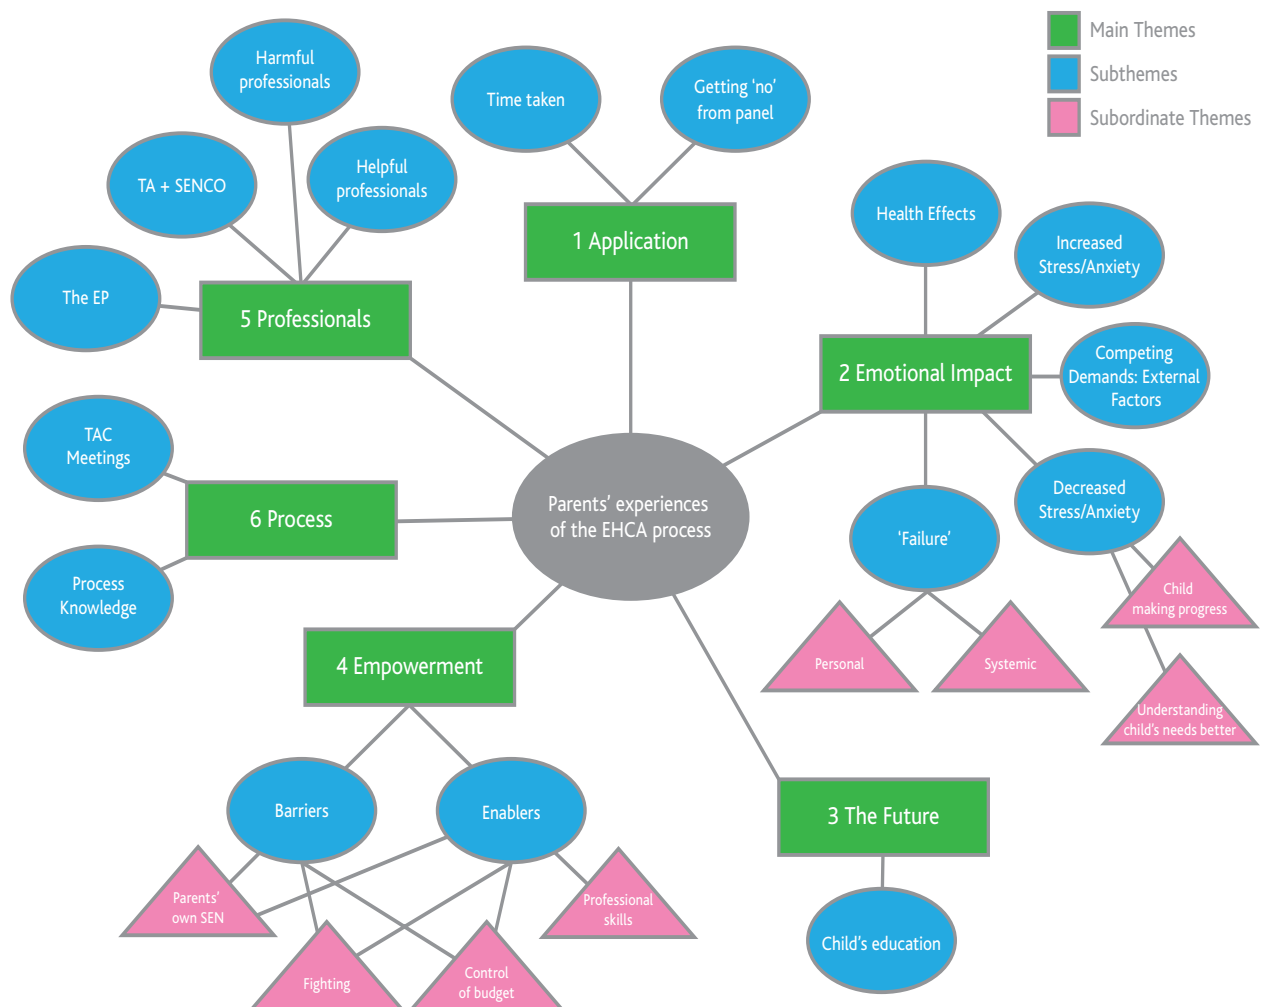 Main Themes
Subthemes
Subordinate Themes
Harmful
professionals
Time taken
Getting ‘no’
from panel
TA + SENCO
Helpful
professionals
1 Application
Health Effects
Increased
Stress/Anxiety
The EP
5 Professionals
2 Emotional Impact
Competing
Demands: External
Factors
TAC
Meetings
6 Process
Parents’ experiences
of the EHCA process
Decreased
Stress/Anxiety
‘Failure’
Process
Knowledge
Child
making progress
4 Empowerment
Personal
Systemic
Understanding
child’s needs better
Barriers
Enablers
3 The Future
Parents’
own SEN
Professional
skills
Child’s education
Fighting
Control
of budget